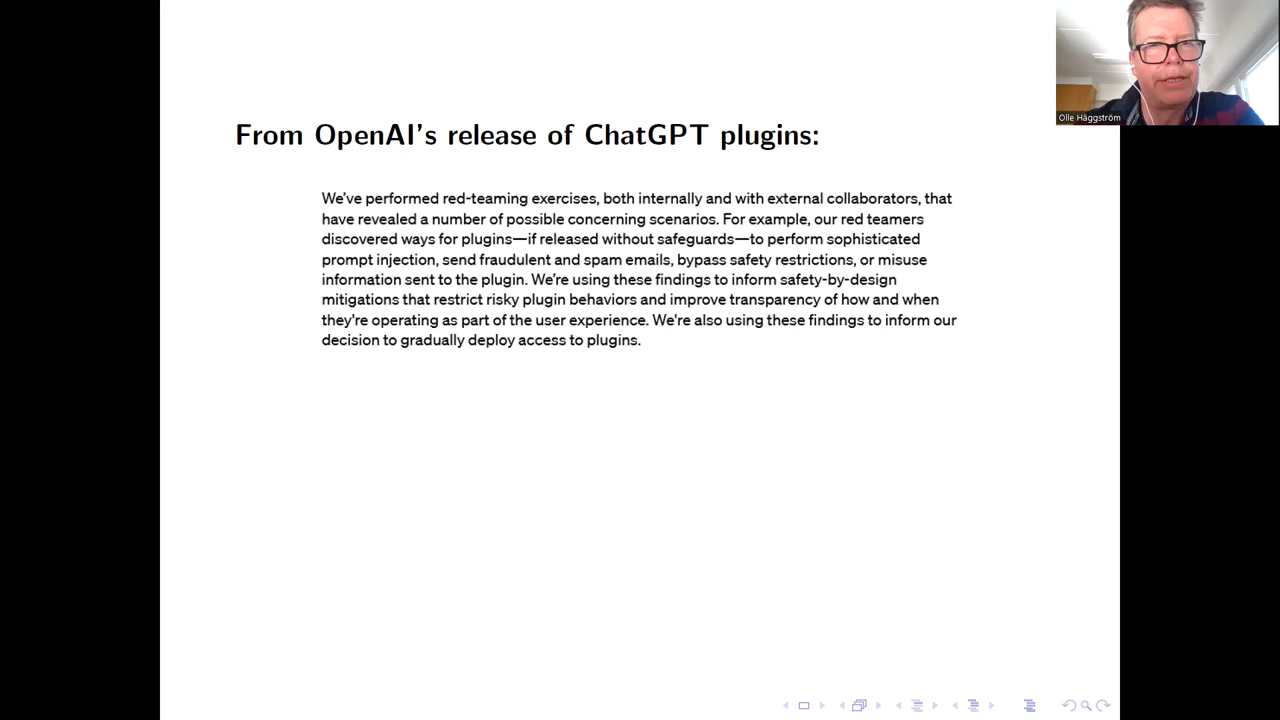 From OpenAI's release of ChatGPT plugins:
We've performed red-teaming exercises, both internally and with external collaborators, that
have revealed a number of possible concerning scenarios. For example, our red teamers
discovered ways for plugins—if released without safeguards—to perform sophisticated
prompt injection, send fraudulent and spam emails, bypass safety restrictions, or misuse
information sent to the plugin. We're using these findings to inform safety-by-design
mitigations that restrict risky plugin behaviors and improve transparency of how and when
they're operating as part of the user experience. We're also using these findings to inform our
decision to gradually deploy access to plugins.
Olle Häggström